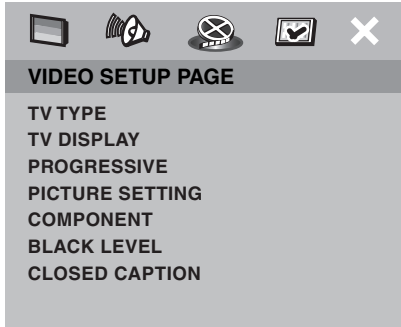 VIDEO SETUP PAGE
TV TYPE
TV DISPLAY
PROGRESSIVE
PICTURE SETTING
COMPONENT
BLACK LEVEL
CLOSED CAPTION